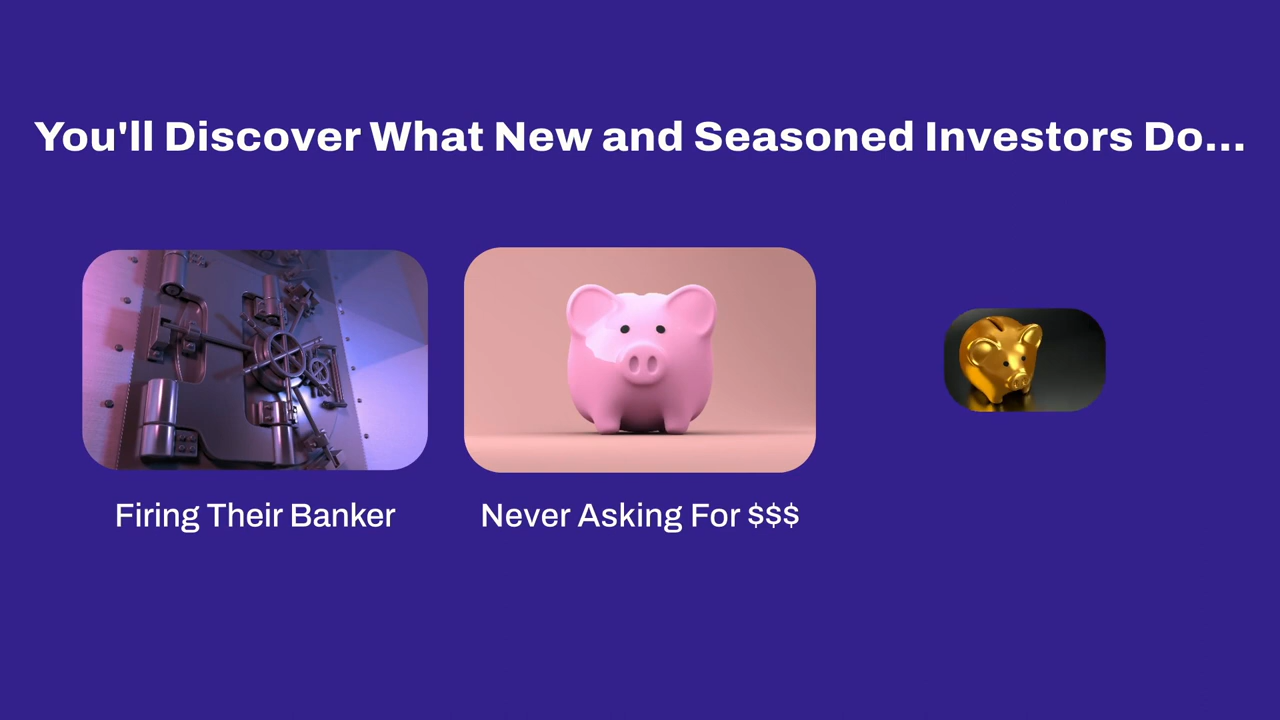 You'll Discover What New and Seasoned Investors Do...
Firing Their Banker
Never Asking For $$$